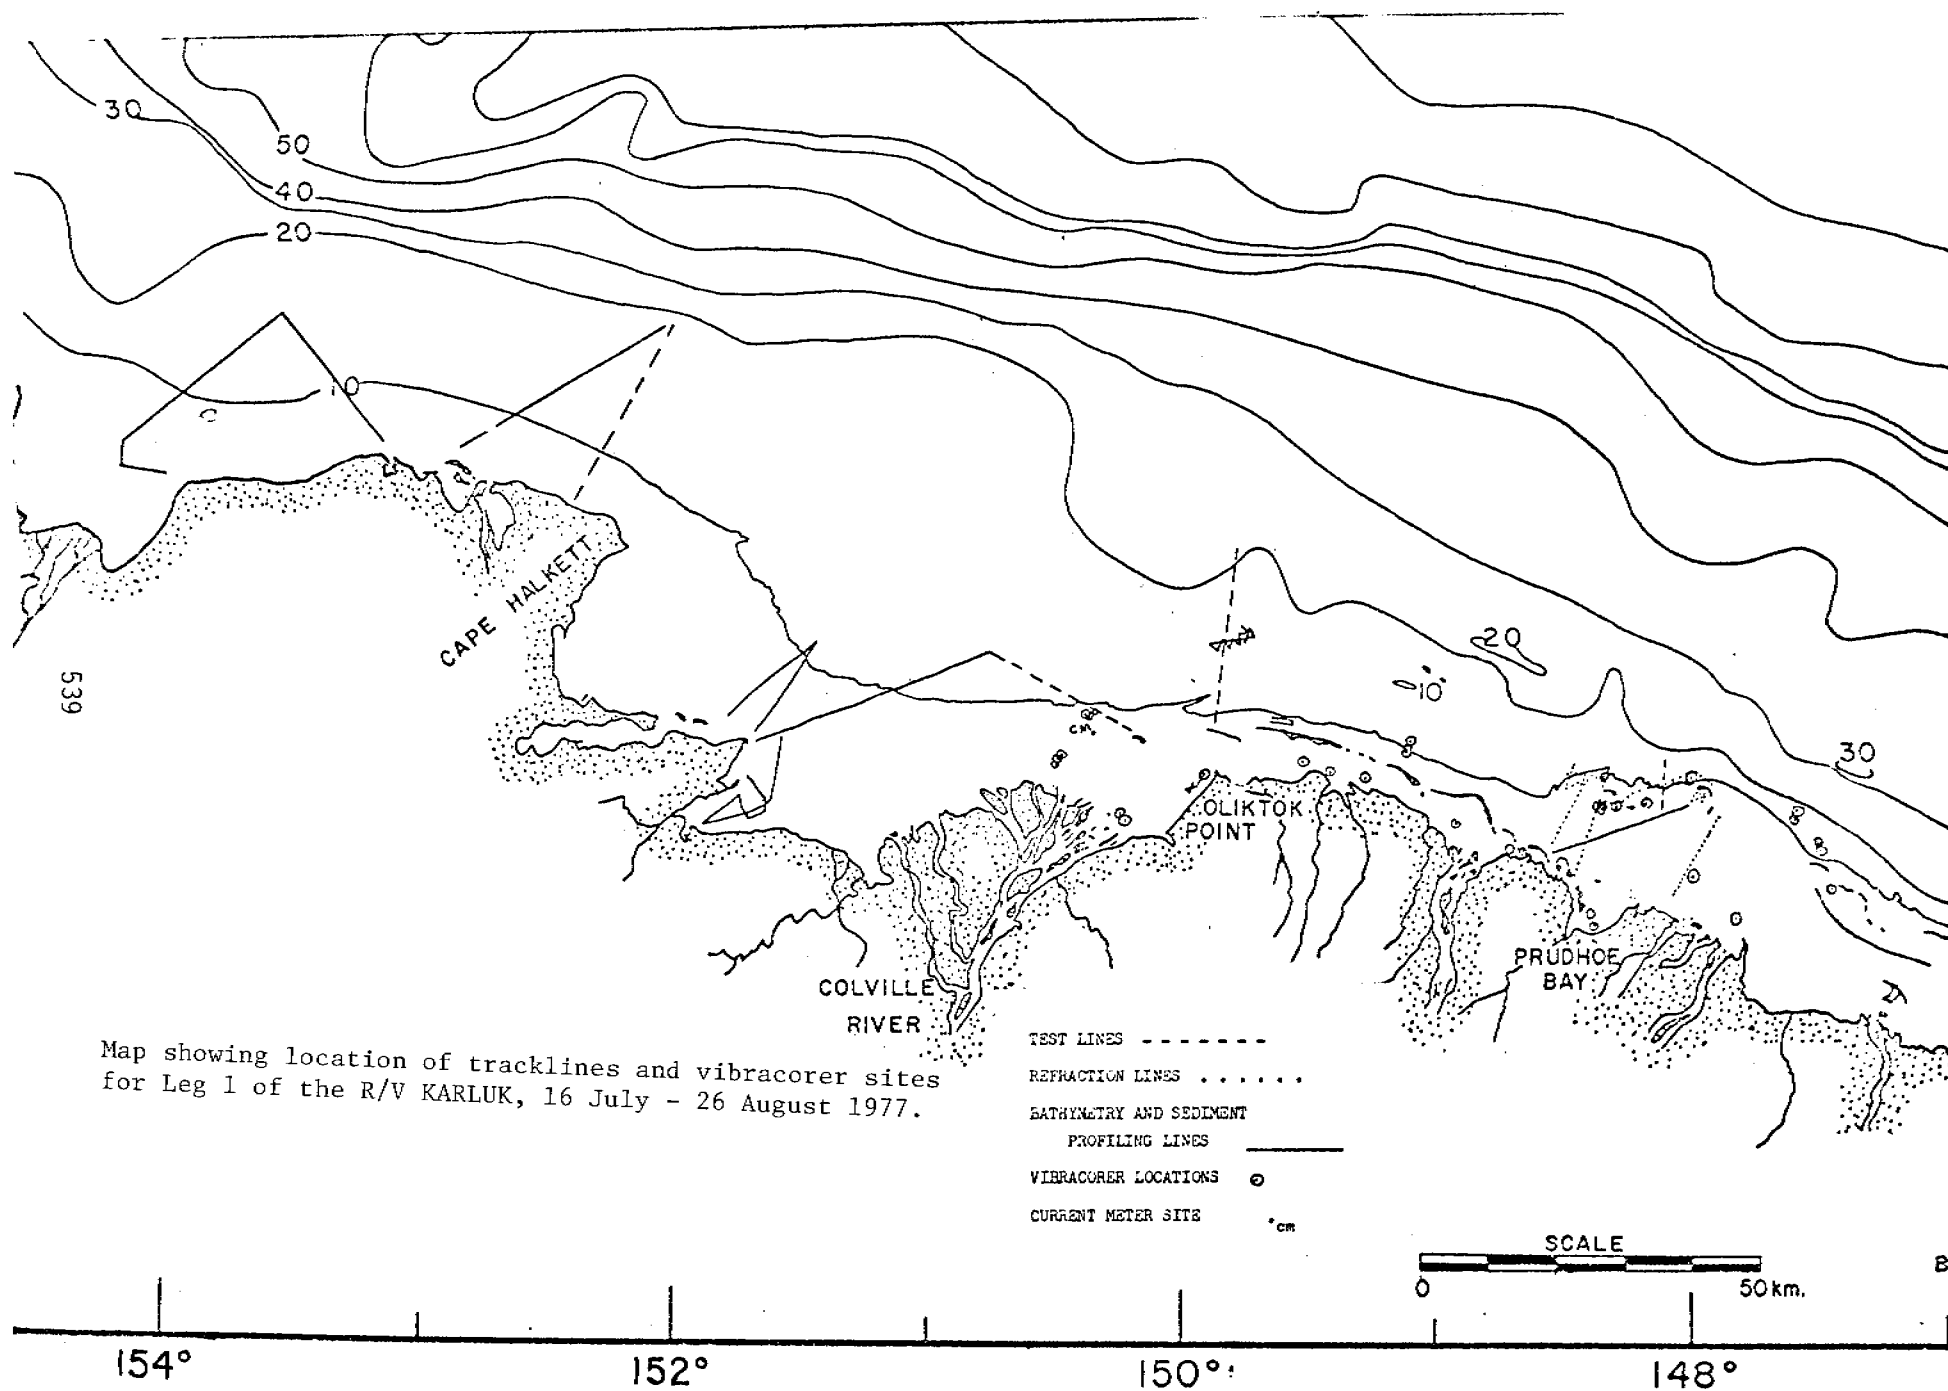 30
50
40
20
10
CAPE HALKETT
539
20
10
30
CM.
OLIKTOK
POINT
PRUDHOE
BAY
COLVILLE
RIVER
Map showing location of tracklines and vibracorer sites
for Leg 1 of the R/V KARLUK, 16 July - 26 August 1977.
TEST LINES
REFRACTION LINES
BATHYMETRY AND SEDIMENT
PROFILING LINES
VIBRACORER LOCATIONS
CURRENT METER SITE
cm
SCALE
0 50 km.
154° 152° 150° 148°